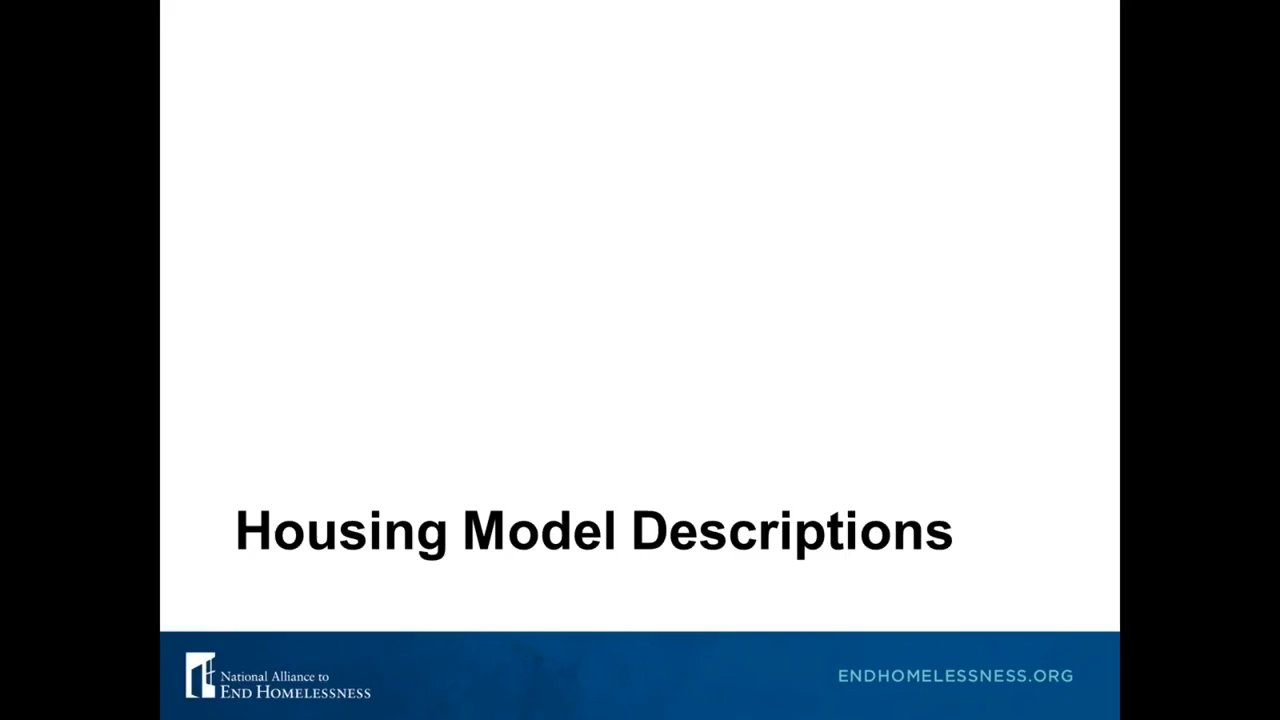 Housing Model Descriptions
National Alliance to
END HOMELESSNESS
ENDHOMELESSNESS.ORG